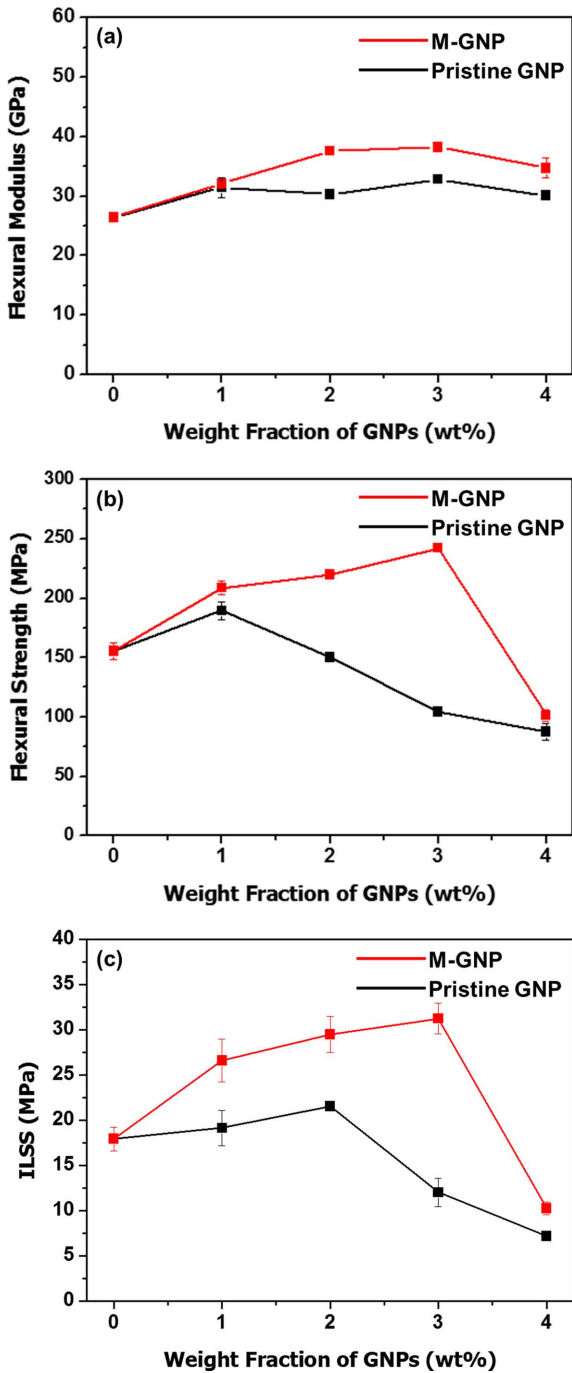 (a)
M-GNP
Pristine GNP
60
50
40
30
20
10
0
Flexural Modulus (GPa)
0 1 2 3 4
Weight Fraction of GNPs (wt%)
(b)
M-GNP
Pristine GNP
300
250
200
150
100
50
0
Flexural Strength (MPa)
0 1 2 3 4
Weight Fraction of GNPs (wt%)
(c)
M-GNP
Pristine GNP
40
35
30
25
20
15
10
5
0
ILSS (MPa)
0 1 2 3 4
Weight Fraction of GNPs (wt%)